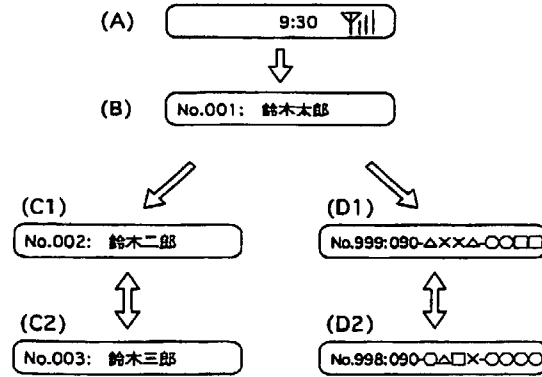 (A)
9:30
(B)
No.001: 鈴木太郎
(C1)
No.002: 鈴木二郎
(C2)
No.003: 鈴木三郎
(D1)
No.999:090-△××△-○○□□
(D2)
No.998:090-○△□×-○○○○